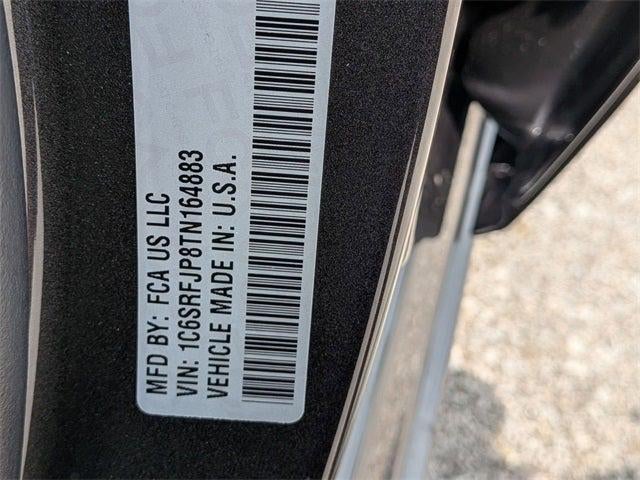 MFD BY: FCA US LLC
VIN: 1C6SRFJP8TN164883
VEHICLE MADE IN: U.S.A.